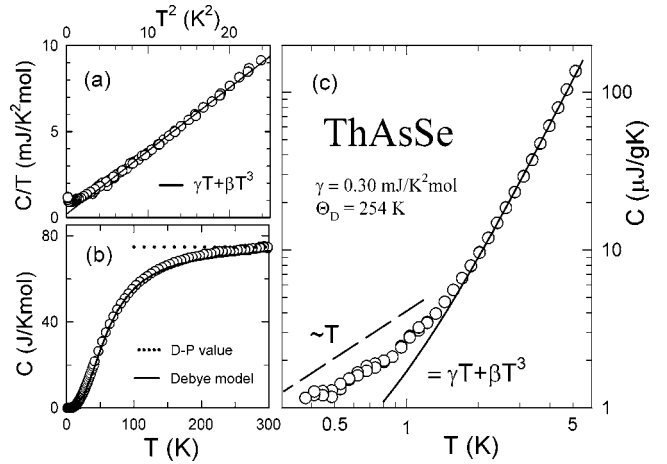 T² (K²)
0 10 20
(a)
10
5
0
C/T (mJ/K²mol)
γT+βT³
(b)
80
40
0
C (J/Kmol)
D-P value
Debye model
0 100 200 300
T (K)
(c)
ThAsSe
γ = 0.30 mJ/K²mol
Θ_D = 254 K
~T
= γT+βT³
100
10
1
C (μJ/gK)
0.5 1 5
T (K)